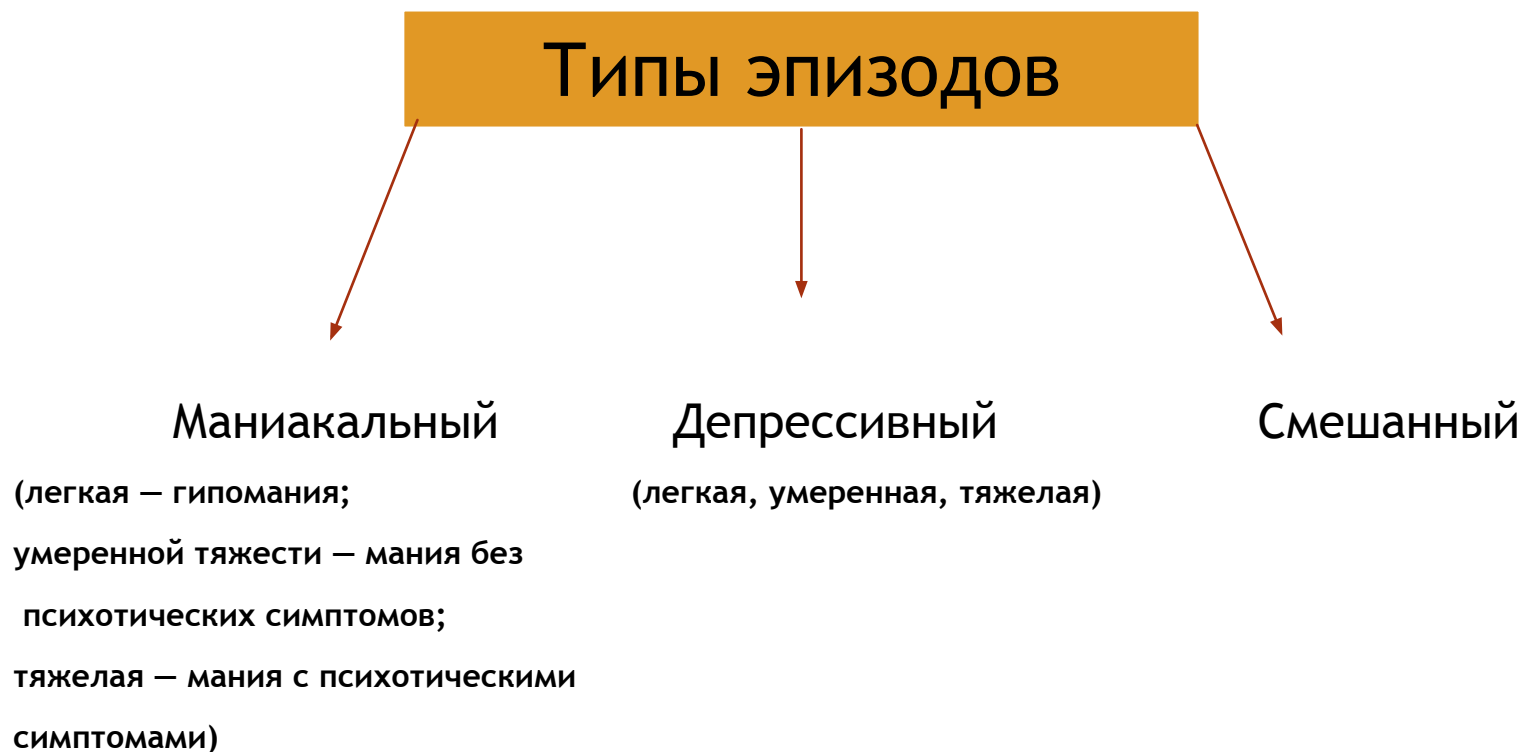 Типы эпизодов
Маниакальный
(легкая — гипомания;
умеренной тяжести — мания без
психотических симптомов;
тяжелая — мания с психотическими
симптомами)
Депрессивный
(легкая, умеренная, тяжелая)
Смешанный